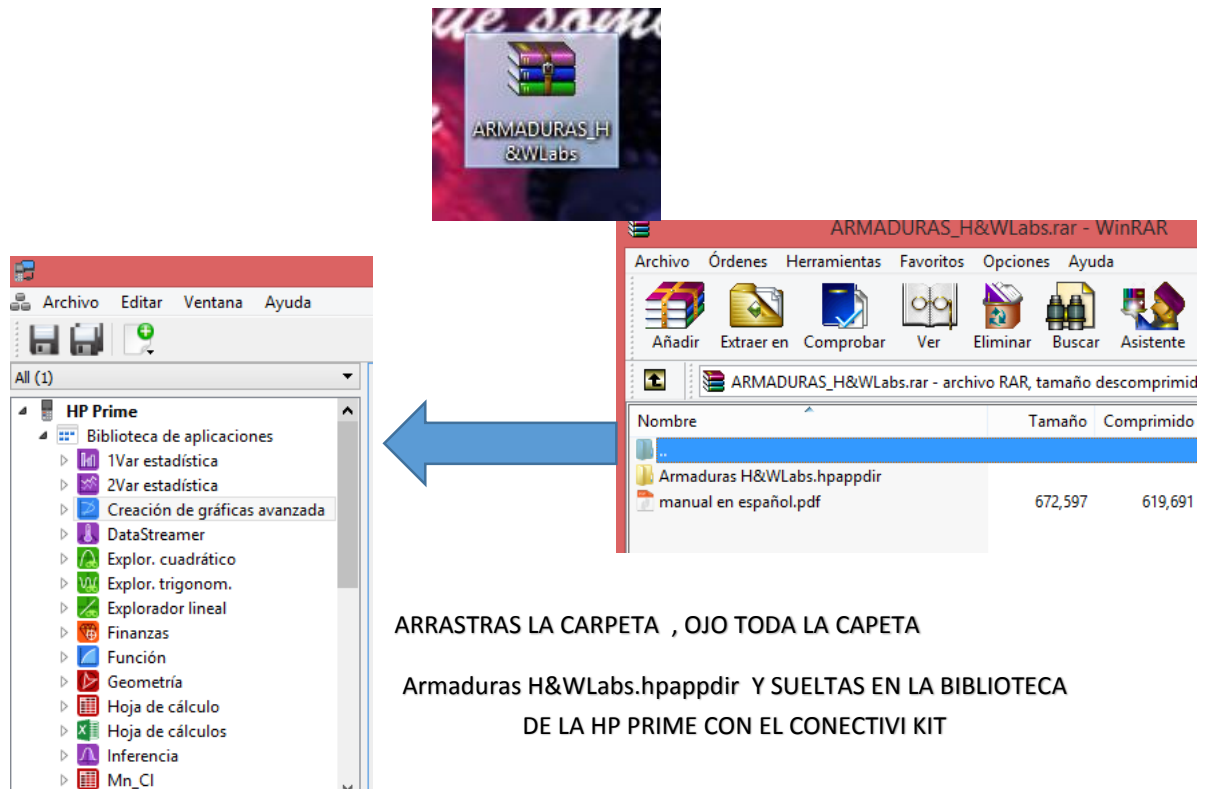 que somo
ARMADURAS_H
&WLabs
ARMADURAS_H&WLabs.rar - WinRAR
Archivo Órdenes Herramientas Favoritos Opciones Ayuda
Añadir Extraer en Comprobar Ver Eliminar Buscar Asistente
ARMADURAS_H&WLabs.rar - archivo RAR, tamaño descomprimid
Nombre Tamaño Comprimido
..
Armaduras H&WLabs.hpappdir
manual en español.pdf 672,597 619,691
Archivo Editar Ventana Ayuda
All (1)
HP Prime
Biblioteca de aplicaciones
1Var estadística
2Var estadística
Creación de gráficas avanzada
DataStreamer
Explor. cuadrático
Explor. trigonom.
Explorador lineal
Finanzas
Función
Geometría
Hoja de cálculo
Hoja de cálculos
Inferencia
Mn_CI
ARRASTRAS LA CARPETA , OJO TODA LA CAPETA
Armaduras H&WLabs.hpappdir Y SUELTAS EN LA BIBLIOTECA
DE LA HP PRIME CON EL CONECTIVI KIT